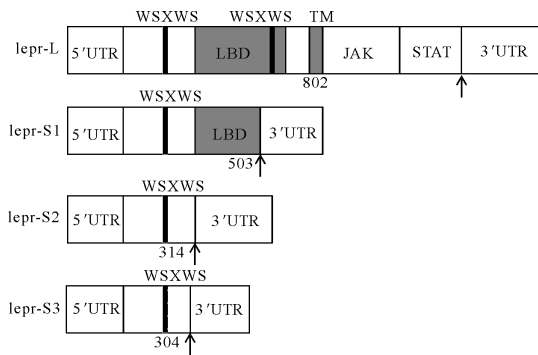 WSXWS WSXWS TM
lepr-L 5′UTR LBD JAK STAT 3′UTR
802
WSXWS
lepr-S1 5′UTR LBD 3′UTR
503
WSXWS
lepr-S2 5′UTR 3′UTR
314
WSXWS
lepr-S3 5′UTR 3′UTR
304